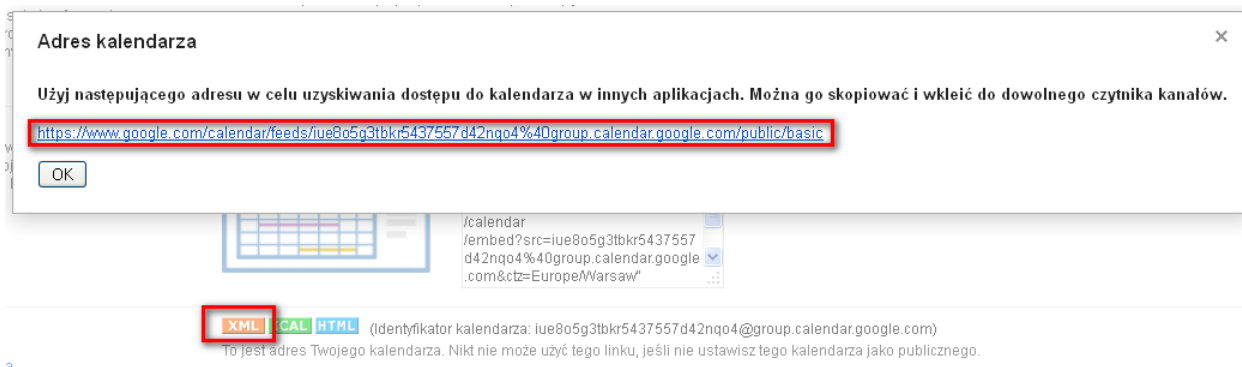 Adres kalendarza
×
Użyj następującego adresu w celu uzyskiwania dostępu do kalendarza w innych aplikacjach. Można go skopiować i wkleić do dowolnego czytnika kanałów.
https://www.google.com/calendar/feeds/iue8o5g3tbkr5437557d42nqo4%40group.calendar.google.com/public/basic
OK
/calendar
/embed?src=iue8o5g3tbkr5437557
d42nqo4%40group.calendar.google
.com&ctz=Europe/Warsaw"
XML ICAL HTML (Identyfikator kalendarza: iue8o5g3tbkr5437557d42nqo4@group.calendar.google.com)
To jest adres Twojego kalendarza. Nikt nie może użyć tego linku, jeśli nie ustawisz tego kalendarza jako publicznego.